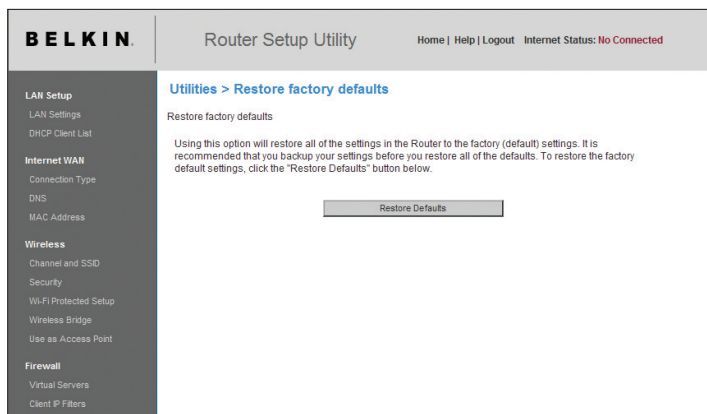 BELKIN.
Router Setup Utility
Home | Help | Logout Internet Status: No Connected
LAN Setup
LAN Settings
DHCP Client List
Internet WAN
Connection Type
DNS
MAC Address
Wireless
Channel and SSID
Security
Wi-Fi Protected Setup
Wireless Bridge
Use as Access Point
Firewall
Virtual Servers
Client IP Filters
Utilities > Restore factory defaults
Restore factory defaults
Using this option will restore all of the settings in the Router to the factory (default) settings. It is
recommended that you backup your settings before you restore all of the defaults. To restore the factory
default settings, click the "Restore Defaults" button below.
Restore Defaults